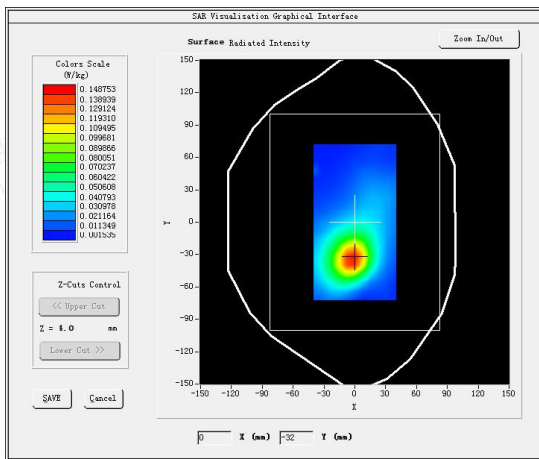 SAR Visualisation Graphical Interface
Surface Radiated Intensity
Zoom In/Out
Colors Scale
(W/kg)
0.148753
0.138939
0.129124
0.119310
0.109495
0.099681
0.089866
0.080051
0.070237
0.060422
0.050608
0.040793
0.030978
0.021164
0.011349
0.001535
Z-Cuts Control
<< Upper Cut
Z = 4.0 mm
Lower Cut >>
SAVE
Cancel
150
120
90
60
30
0
-30
-60
-90
-120
-150
Y
-150 -120 -90 -60 -30 0 30 60 90 120 150
X
0 X (mm) -32 Y (mm)